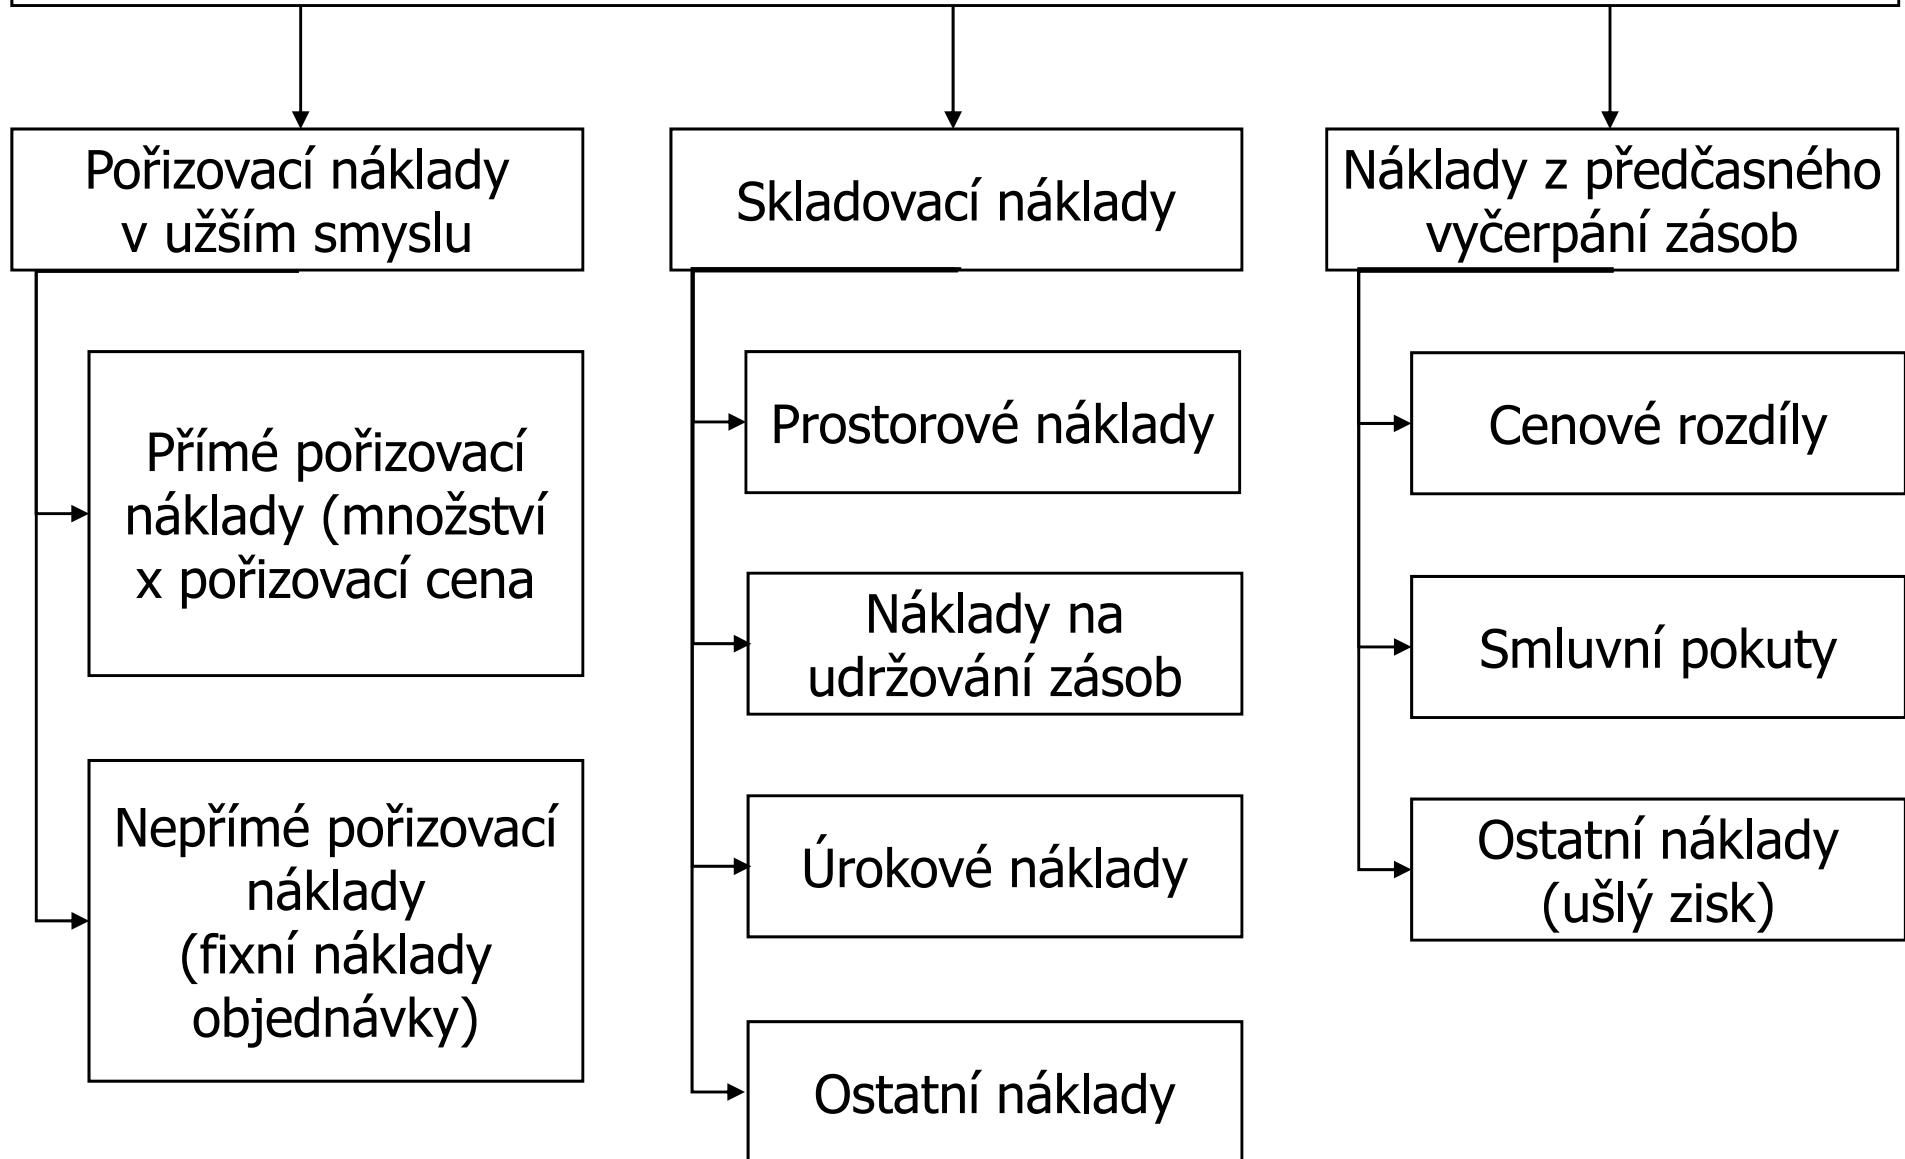 Pořizovací náklady
v užším smyslu
Přímé pořizovací
náklady (množství
x pořizovací cena
Nepřímé pořizovací
náklady
(fixní náklady
objednávky)
Skladovací náklady
Prostorové náklady
Náklady na
udržování zásob
Úrokové náklady
Ostatní náklady
Náklady z předčasného
vyčerpání zásob
Cenové rozdíly
Smluvní pokuty
Ostatní náklady
(ušlý zisk)